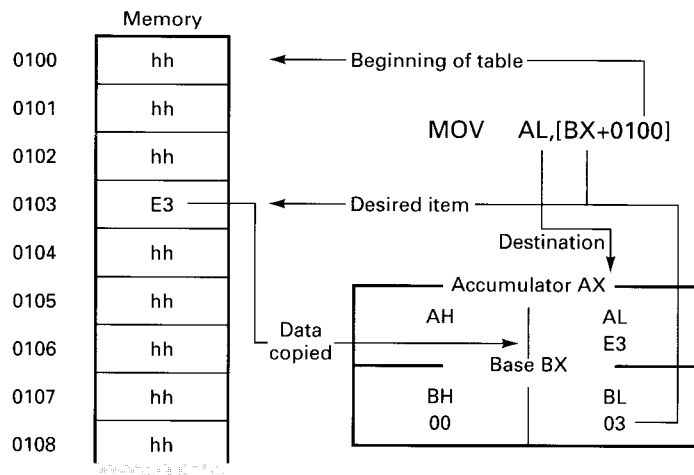 Memory
0100 hh Beginning of table
0101 hh
MOV AL,[BX+0100]
0102 hh
0103 E3 Desired item
0104 hh Destination
0105 hh Accumulator AX
AH AL
0106 hh Data copied E3
Base BX
0107 hh BH BL
00 03
0108 hh